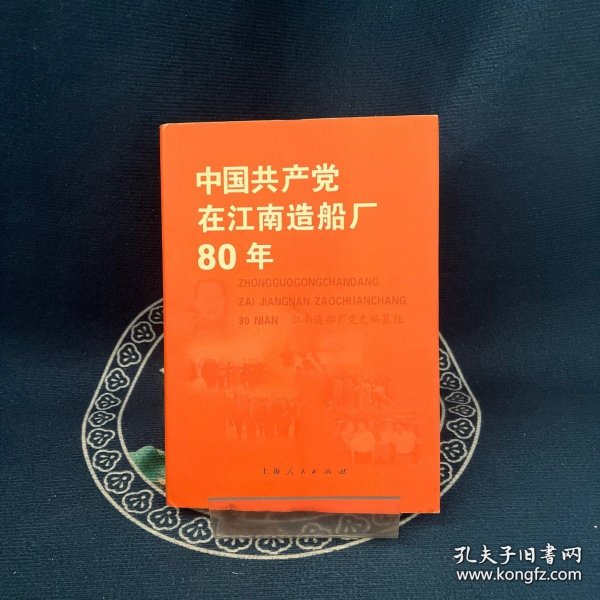 中国共产党
在江南造船厂
80年
ZHONGGUOGONGCHANDANG
ZAI JIANGNAN ZAOCHUANCHANG
80 NIAN 江南造船厂党史编纂组
上海人民出版社
孔夫子旧书网
www.kongfz.com